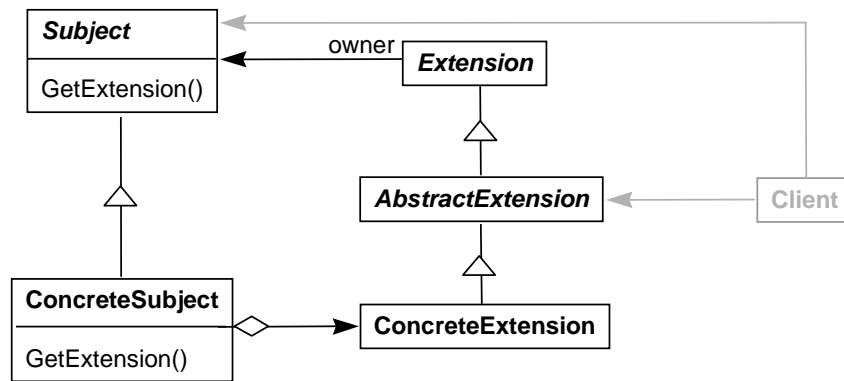 Subject
GetExtension()
owner
Extension
AbstractExtension
Client
ConcreteSubject
GetExtension()
ConcreteExtension